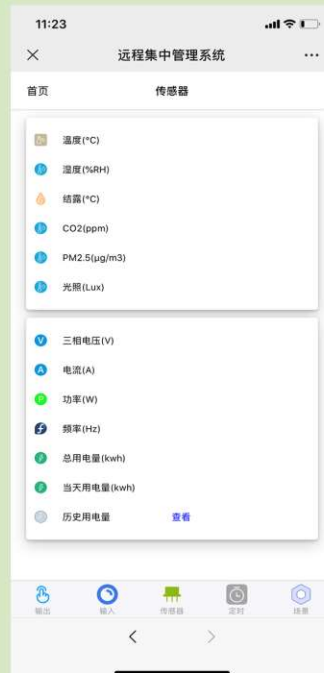 11:23
远程集中管理系统
首页 传感器
温度(°C)
湿度(%RH)
结露(°C)
CO2(ppm)
PM2.5(μg/m3)
光照(Lux)
V 三相电压(V)
A 电流(A)
P 功率(W)
f 频率(Hz)
总用电量(kwh)
当天用电量(kwh)
历史用电量 查看
输出 输入 传感器 定时 场景